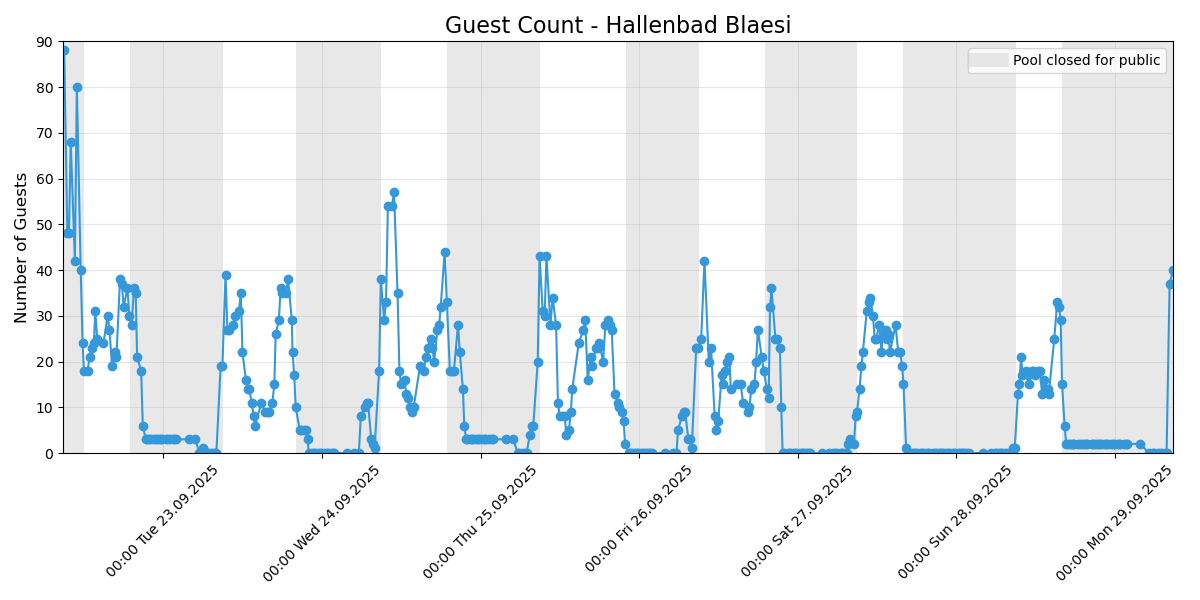 Guest Count - Hallenbad Blaesi
Pool closed for public
Number of Guests
90
80
70
60
50
40
30
20
10
0
00:00 Tue 23.09.2025
00:00 Wed 24.09.2025
00:00 Thu 25.09.2025
00:00 Fri 26.09.2025
00:00 Sat 27.09.2025
00:00 Sun 28.09.2025
00:00 Mon 29.09.2025